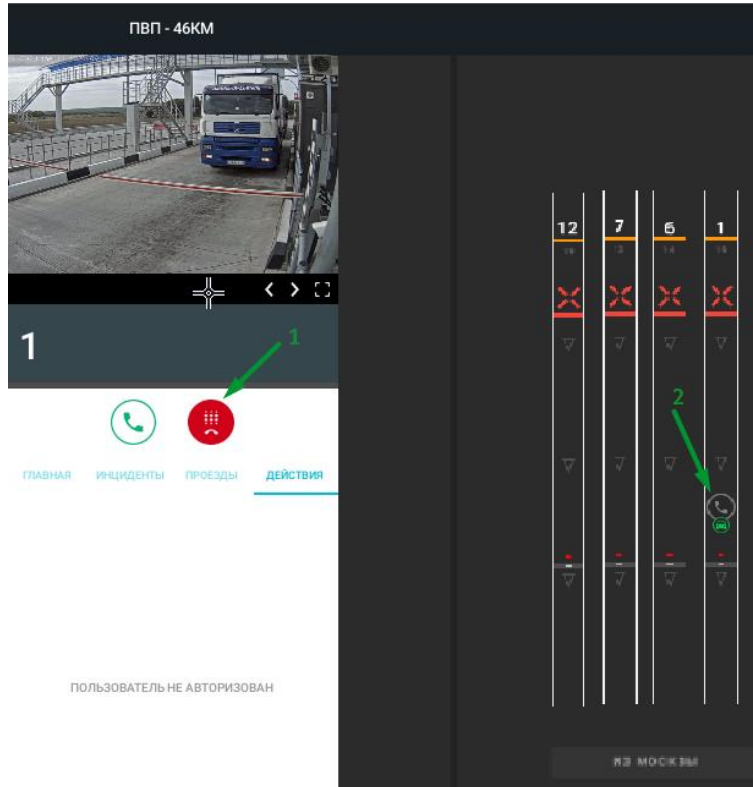 ПВП - 46КМ
12 7 6 1
1
1
2
ГЛАВНАЯ ИНЦИДЕНТЫ ПРОЕЗДЫ ДЕЙСТВИЯ
ПОЛЬЗОВАТЕЛЬ НЕ АВТОРИЗОВАН
ИЗ МОСКВЫ